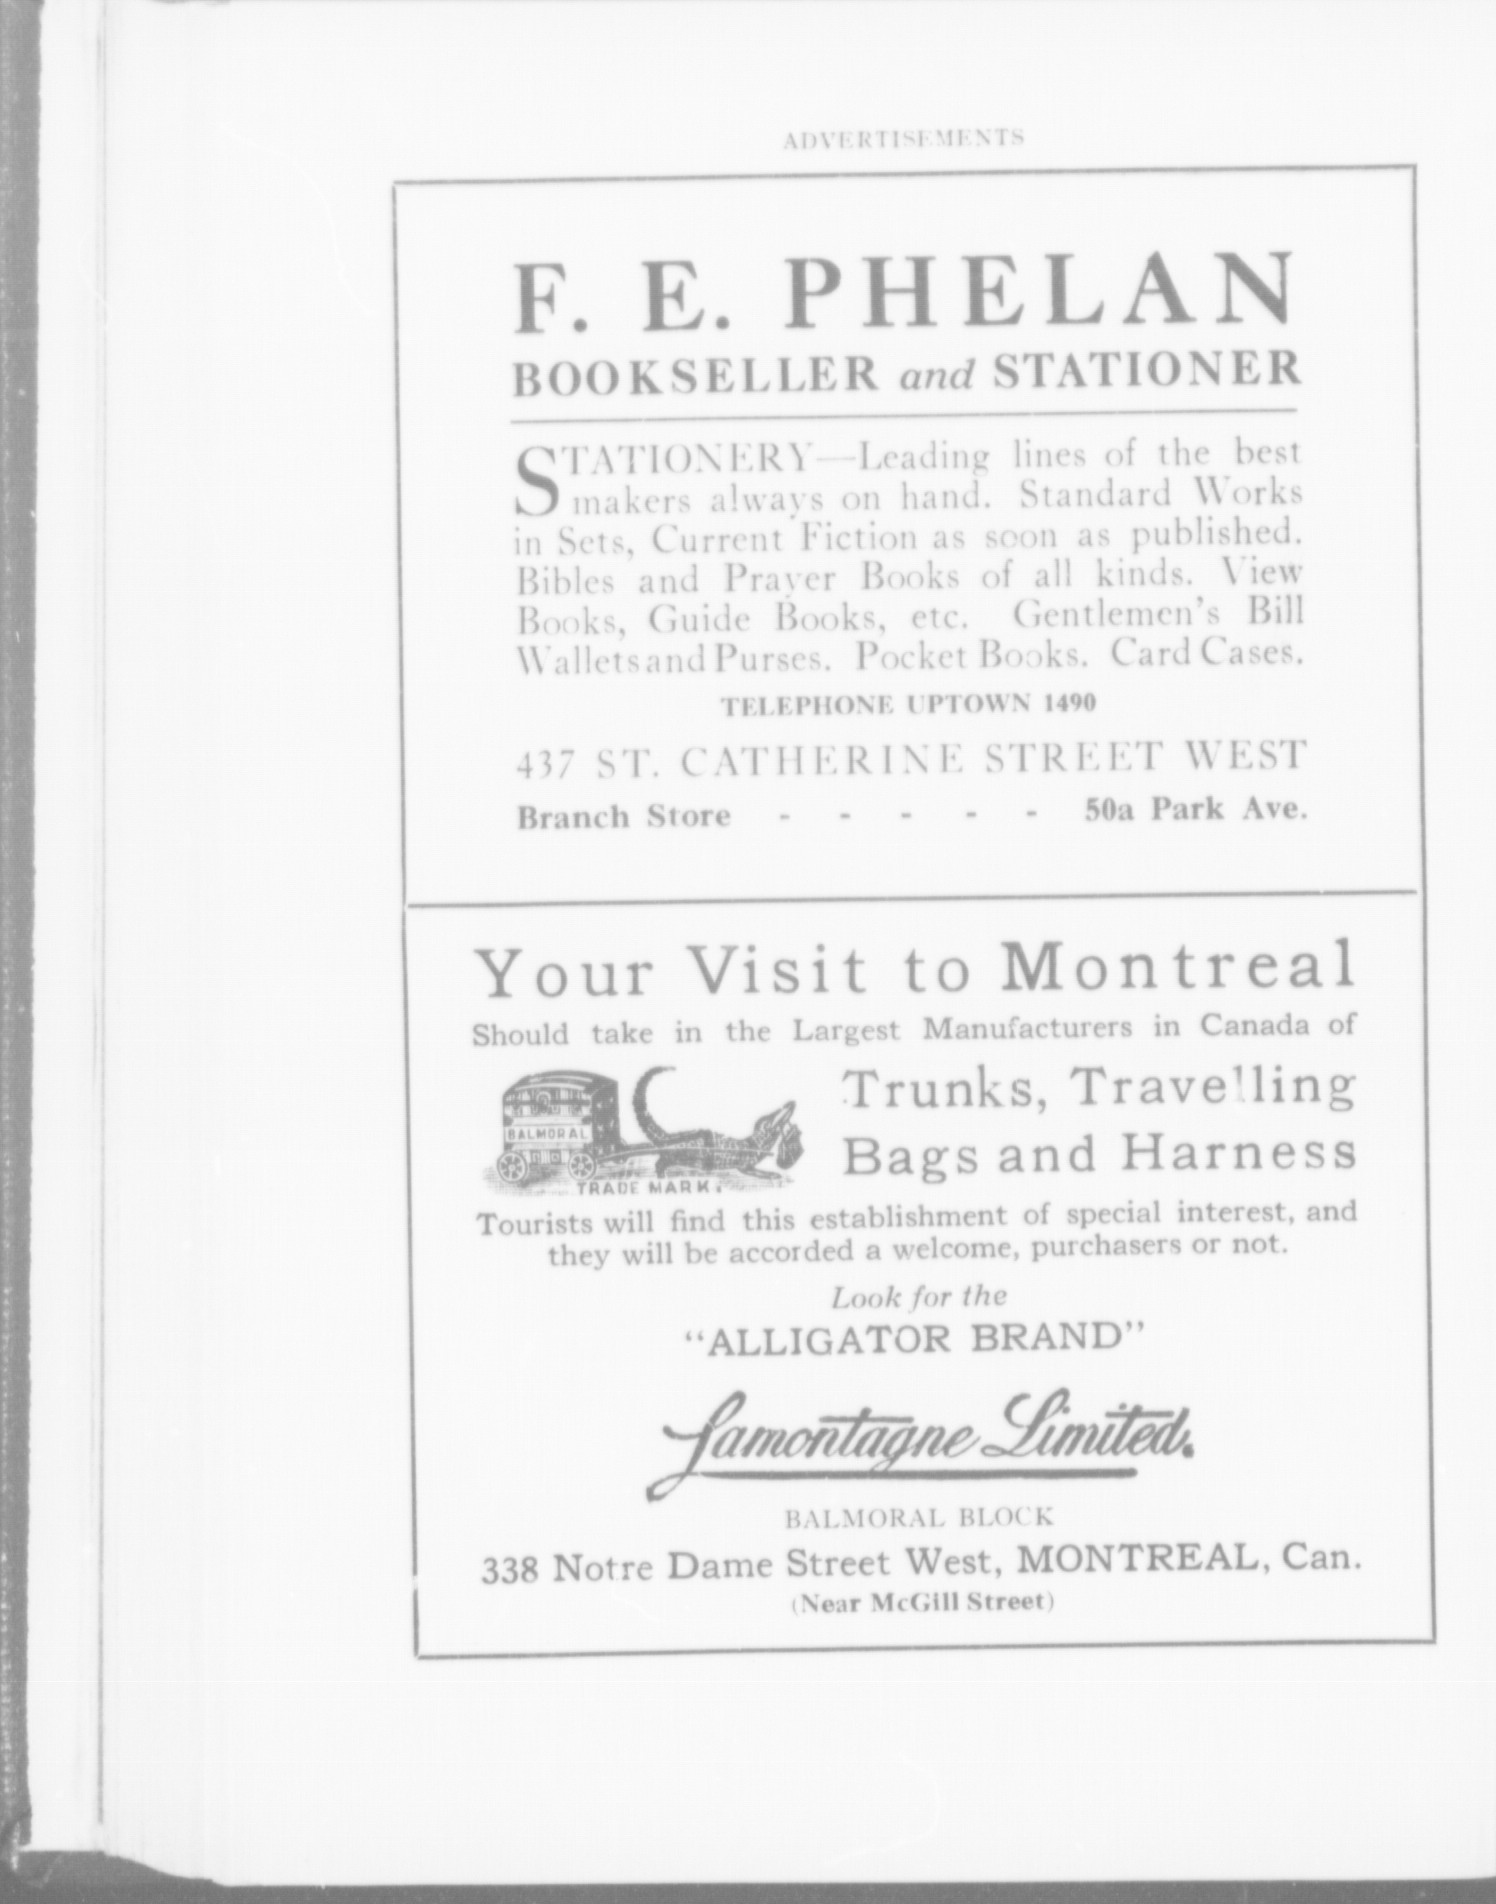 ADVERTISEMENTS
F. E. PHELAN
BOOKSELLER and STATIONER
STATIONERY—Leading lines of the best
makers always on hand. Standard Works
in Sets, Current Fiction as soon as published.
Bibles and Prayer Books of all kinds. View
Books, Guide Books, etc. Gentlemen's Bill
Wallets and Purses. Pocket Books. Card Cases.
TELEPHONE UPTOWN 1490
437 ST. CATHERINE STREET WEST
Branch Store - - - - - 50a Park Ave.
Your Visit to Montreal
Should take in the Largest Manufacturers in Canada of
Trunks, Travelling
Bags and Harness
BALMORAL
TRADE MARK.
Tourists will find this establishment of special interest, and
they will be accorded a welcome, purchasers or not.
Look for the
"ALLIGATOR BRAND"
Lamontagne Limited.
BALMORAL BLOCK
338 Notre Dame Street West, MONTREAL, Can.
(Near McGill Street)